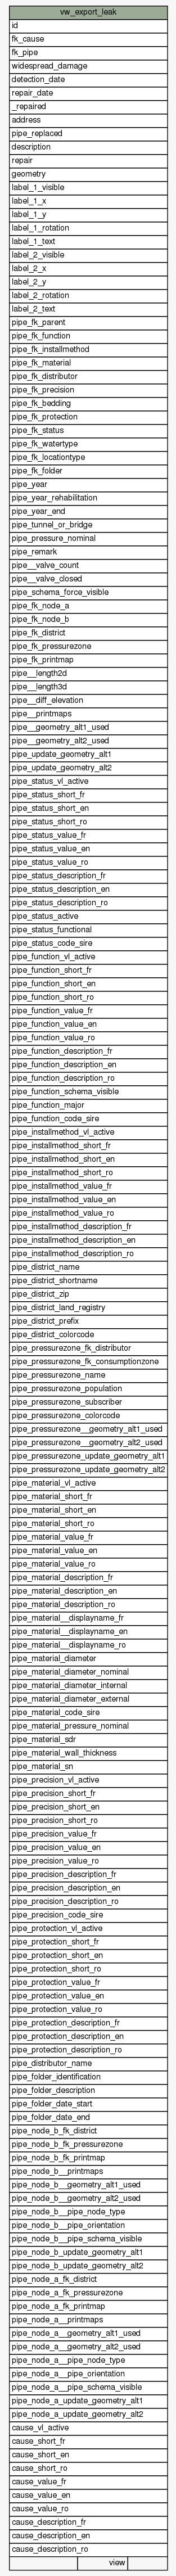 vw_export_leak
id
fk_cause
fk_pipe
widespread_damage
detection_date
repair_date
_repaired
address
pipe_replaced
description
repair
geometry
label_1_visible
label_1_x
label_1_y
label_1_rotation
label_1_text
label_2_visible
label_2_x
label_2_y
label_2_rotation
label_2_text
pipe_fk_parent
pipe_fk_function
pipe_fk_installmethod
pipe_fk_material
pipe_fk_distributor
pipe_fk_precision
pipe_fk_bedding
pipe_fk_protection
pipe_fk_status
pipe_fk_watertype
pipe_fk_locationtype
pipe_fk_folder
pipe_year
pipe_year_rehabilitation
pipe_year_end
pipe_tunnel_or_bridge
pipe_pressure_nominal
pipe_remark
pipe__valve_count
pipe__valve_closed
pipe_schema_force_visible
pipe_fk_node_a
pipe_fk_node_b
pipe_fk_district
pipe_fk_pressurezone
pipe_fk_printmap
pipe__length2d
pipe__length3d
pipe__diff_elevation
pipe__printmaps
pipe__geometry_alt1_used
pipe__geometry_alt2_used
pipe_update_geometry_alt1
pipe_update_geometry_alt2
pipe_status_vl_active
pipe_status_short_fr
pipe_status_short_en
pipe_status_short_ro
pipe_status_value_fr
pipe_status_value_en
pipe_status_value_ro
pipe_status_description_fr
pipe_status_description_en
pipe_status_description_ro
pipe_status_active
pipe_status_functional
pipe_status_code_sire
pipe_function_vl_active
pipe_function_short_fr
pipe_function_short_en
pipe_function_short_ro
pipe_function_value_fr
pipe_function_value_en
pipe_function_value_ro
pipe_function_description_fr
pipe_function_description_en
pipe_function_description_ro
pipe_function_schema_visible
pipe_function_major
pipe_function_code_sire
pipe_installmethod_vl_active
pipe_installmethod_short_fr
pipe_installmethod_short_en
pipe_installmethod_short_ro
pipe_installmethod_value_fr
pipe_installmethod_value_en
pipe_installmethod_value_ro
pipe_installmethod_description_fr
pipe_installmethod_description_en
pipe_installmethod_description_ro
pipe_district_name
pipe_district_shortname
pipe_district_zip
pipe_district_land_registry
pipe_district_prefix
pipe_district_colorcode
pipe_pressurezone_fk_distributor
pipe_pressurezone_fk_consumptionzone
pipe_pressurezone_name
pipe_pressurezone_population
pipe_pressurezone_subscriber
pipe_pressurezone_colorcode
pipe_pressurezone__geometry_alt1_used
pipe_pressurezone__geometry_alt2_used
pipe_pressurezone_update_geometry_alt1
pipe_pressurezone_update_geometry_alt2
pipe_material_vl_active
pipe_material_short_fr
pipe_material_short_en
pipe_material_short_ro
pipe_material_value_fr
pipe_material_value_en
pipe_material_value_ro
pipe_material_description_fr
pipe_material_description_en
pipe_material_description_ro
pipe_material__displayname_fr
pipe_material__displayname_en
pipe_material__displayname_ro
pipe_material_diameter
pipe_material_diameter_nominal
pipe_material_diameter_internal
pipe_material_diameter_external
pipe_material_code_sire
pipe_material_pressure_nominal
pipe_material_sdr
pipe_material_wall_thickness
pipe_material_sn
pipe_precision_vl_active
pipe_precision_short_fr
pipe_precision_short_en
pipe_precision_short_ro
pipe_precision_value_fr
pipe_precision_value_en
pipe_precision_value_ro
pipe_precision_description_fr
pipe_precision_description_en
pipe_precision_description_ro
pipe_precision_code_sire
pipe_protection_vl_active
pipe_protection_short_fr
pipe_protection_short_en
pipe_protection_short_ro
pipe_protection_value_fr
pipe_protection_value_en
pipe_protection_value_ro
pipe_protection_description_fr
pipe_protection_description_en
pipe_protection_description_ro
pipe_distributor_name
pipe_folder_identification
pipe_folder_description
pipe_folder_date_start
pipe_folder_date_end
pipe_node_b_fk_district
pipe_node_b_fk_pressurezone
pipe_node_b_fk_printmap
pipe_node_b__printmaps
pipe_node_b__geometry_alt1_used
pipe_node_b__geometry_alt2_used
pipe_node_b__pipe_node_type
pipe_node_b__pipe_orientation
pipe_node_b__pipe_schema_visible
pipe_node_b_update_geometry_alt1
pipe_node_b_update_geometry_alt2
pipe_node_a_fk_district
pipe_node_a_fk_pressurezone
pipe_node_a_fk_printmap
pipe_node_a__printmaps
pipe_node_a__geometry_alt1_used
pipe_node_a__geometry_alt2_used
pipe_node_a__pipe_node_type
pipe_node_a__pipe_orientation
pipe_node_a__pipe_schema_visible
pipe_node_a_update_geometry_alt1
pipe_node_a_update_geometry_alt2
cause_vl_active
cause_short_fr
cause_short_en
cause_short_ro
cause_value_fr
cause_value_en
cause_value_ro
cause_description_fr
cause_description_en
cause_description_ro
view